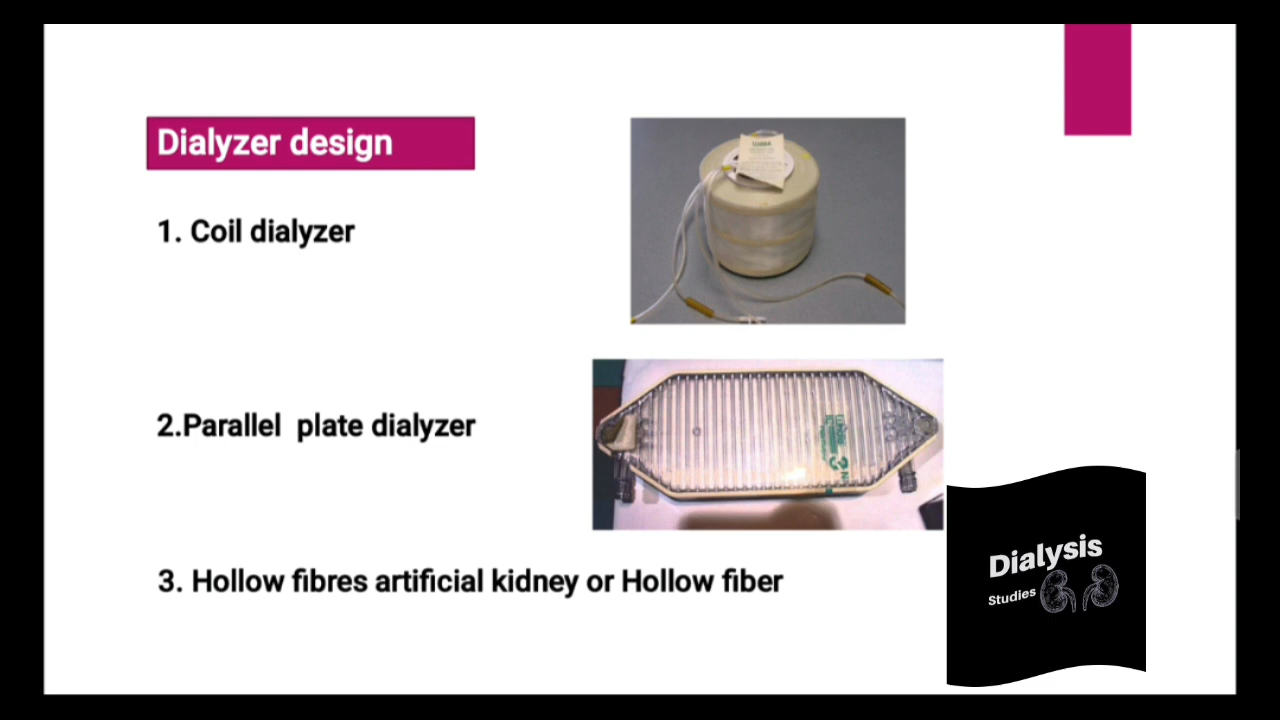 Dialyzer design
1. Coil dialyzer
2.Parallel  plate dialyzer
3. Hollow fibres artificial kidney or Hollow fiber
Dialysis
Studies